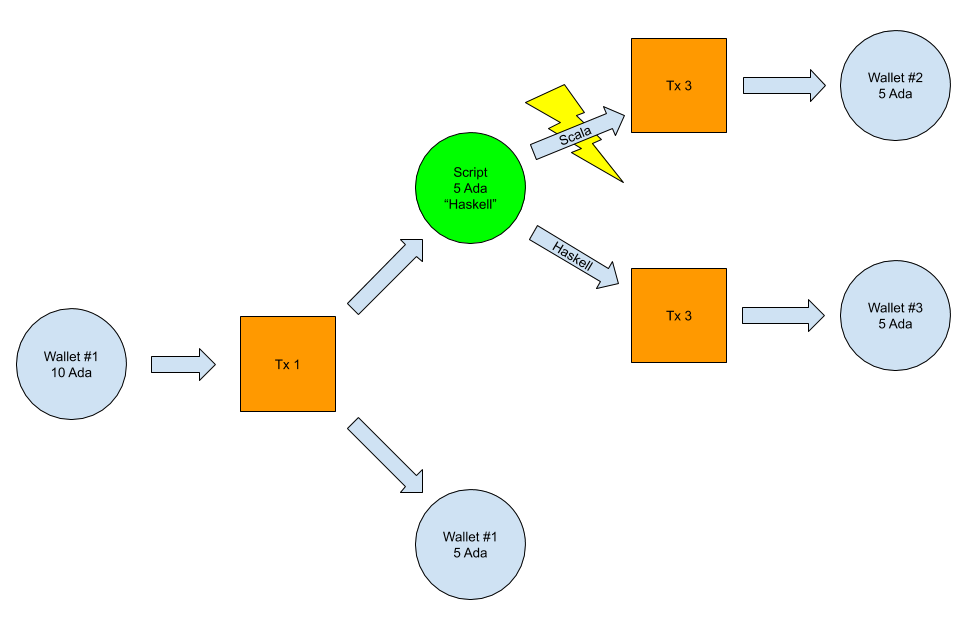 Tx 3
Wallet #2
5 Ada
Scala
Script
5 Ada
“Haskell”
Haskell
Tx 3
Wallet #3
5 Ada
Wallet #1
10 Ada
Tx 1
Wallet #1
5 Ada